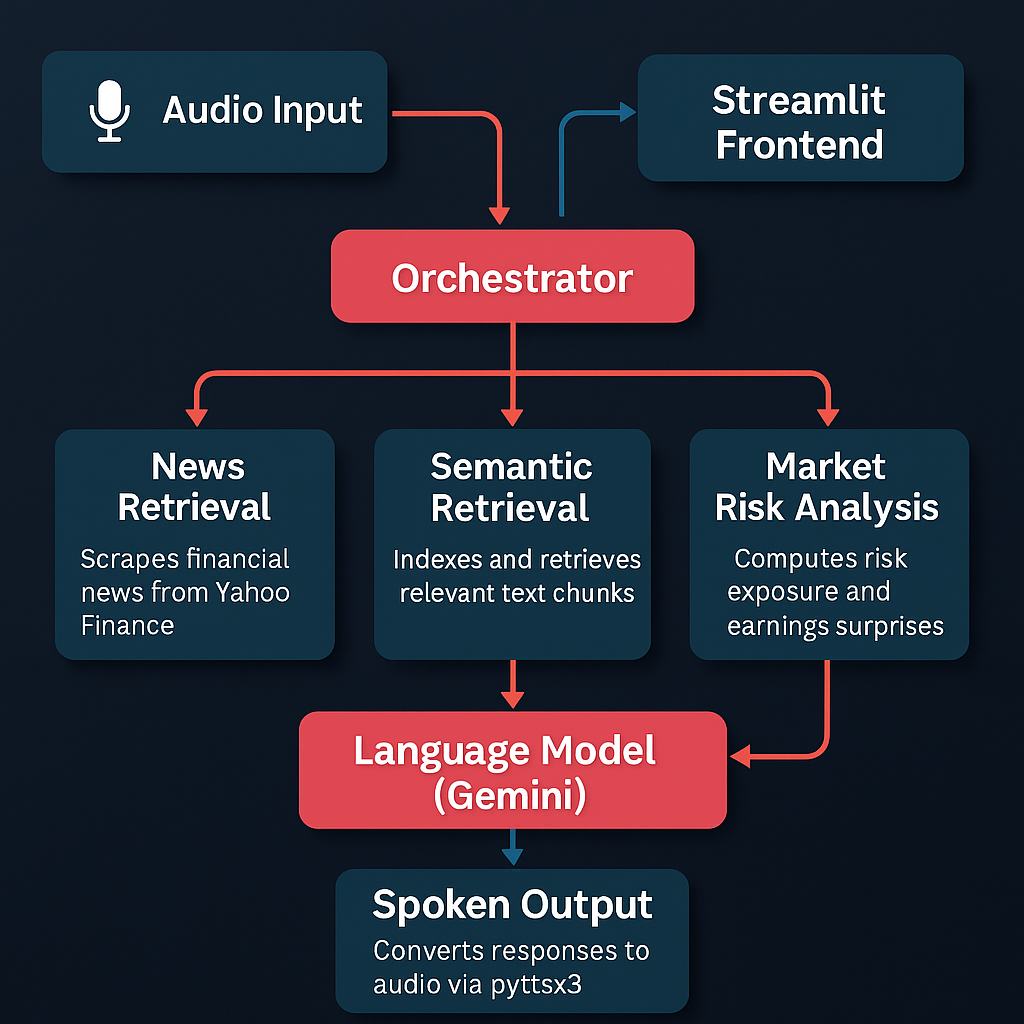 Audio Input
Streamlit
Frontend
Orchestrator
News
Retrieval
Scrapes financial
news from Yahoo
Finance
Semantic
Retrieval
Indexes and retrieves
relevant text chunks
Market
Risk Analysis
Computes risk
exposure and
earnings surprises
Language Model
(Gemini)
Spoken Output
Converts responses to
audio via pyttsx3